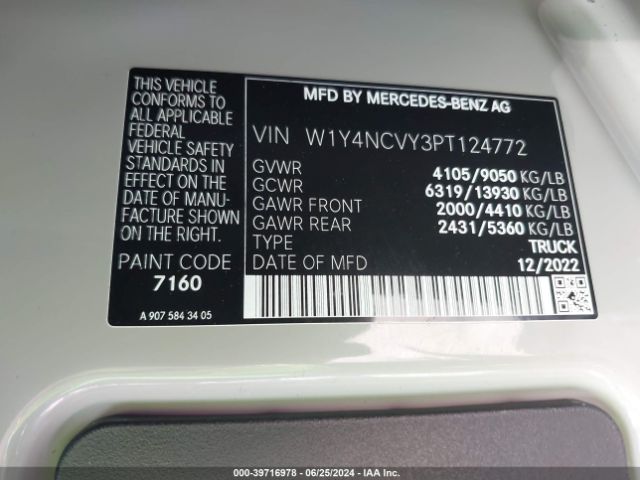 THIS VEHICLE
CONFORMS TO
ALL APPLICABLE
FEDERAL
VEHICLE SAFETY
STANDARDS IN
EFFECT ON THE
DATE OF MANU-
FACTURE SHOWN
ON THE RIGHT.
PAINT CODE
7160
A 907 584 34 05
MFD BY MERCEDES-BENZ AG
VIN W1Y4NCVY3PT124772
GVWR 4105/9050 KG/LB
GCWR 6319/13930 KG/LB
GAWR FRONT 2000/4410 KG/LB
GAWR REAR 2431/5360 KG/LB
TYPE TRUCK
DATE OF MFD 12/2022
000-39716978 - 06/25/2024 - IAA Inc.